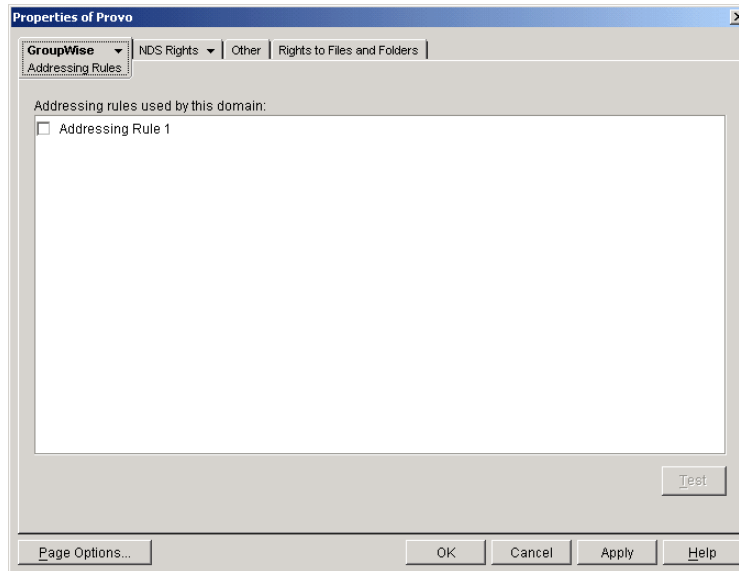 Properties of Provo
GroupWise NDS Rights Other Rights to Files and Folders
Addressing Rules
Addressing rules used by this domain:
Addressing Rule 1
Test
Page Options... OK Cancel Apply Help